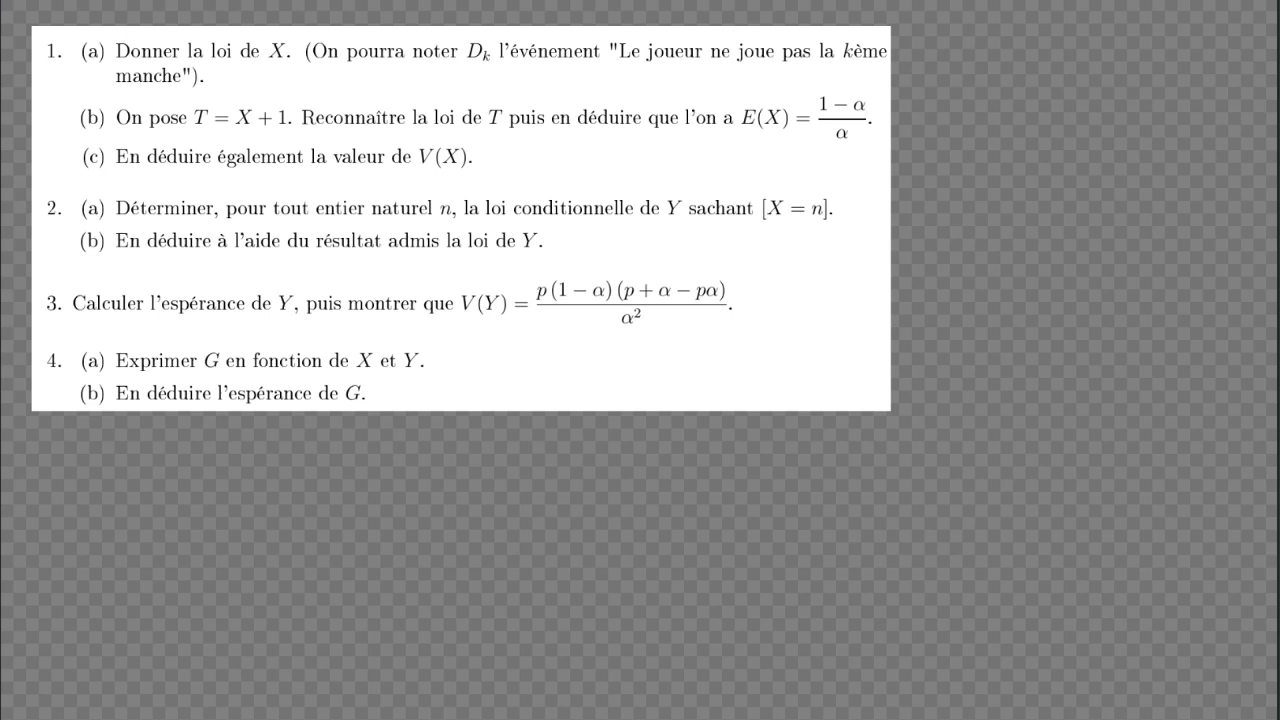 1. (a) Donner la loi de X. (On pourra noter D_k l'événement "Le joueur ne joue pas la kème
manche").
(b) On pose T = X + 1. Reconnaître la loi de T puis en déduire que l'on a E(X) = \frac{1 - α}{α}.
(c) En déduire également la valeur de V(X).
2. (a) Déterminer, pour tout entier naturel n, la loi conditionnelle de Y sachant [X = n].
(b) En déduire à l'aide du résultat admis la loi de Y.
3. Calculer l'espérance de Y, puis montrer que V(Y) = \frac{p(1 - α)(p + α - pα)}{α^2}.
4. (a) Exprimer G en fonction de X et Y.
(b) En déduire l'espérance de G.